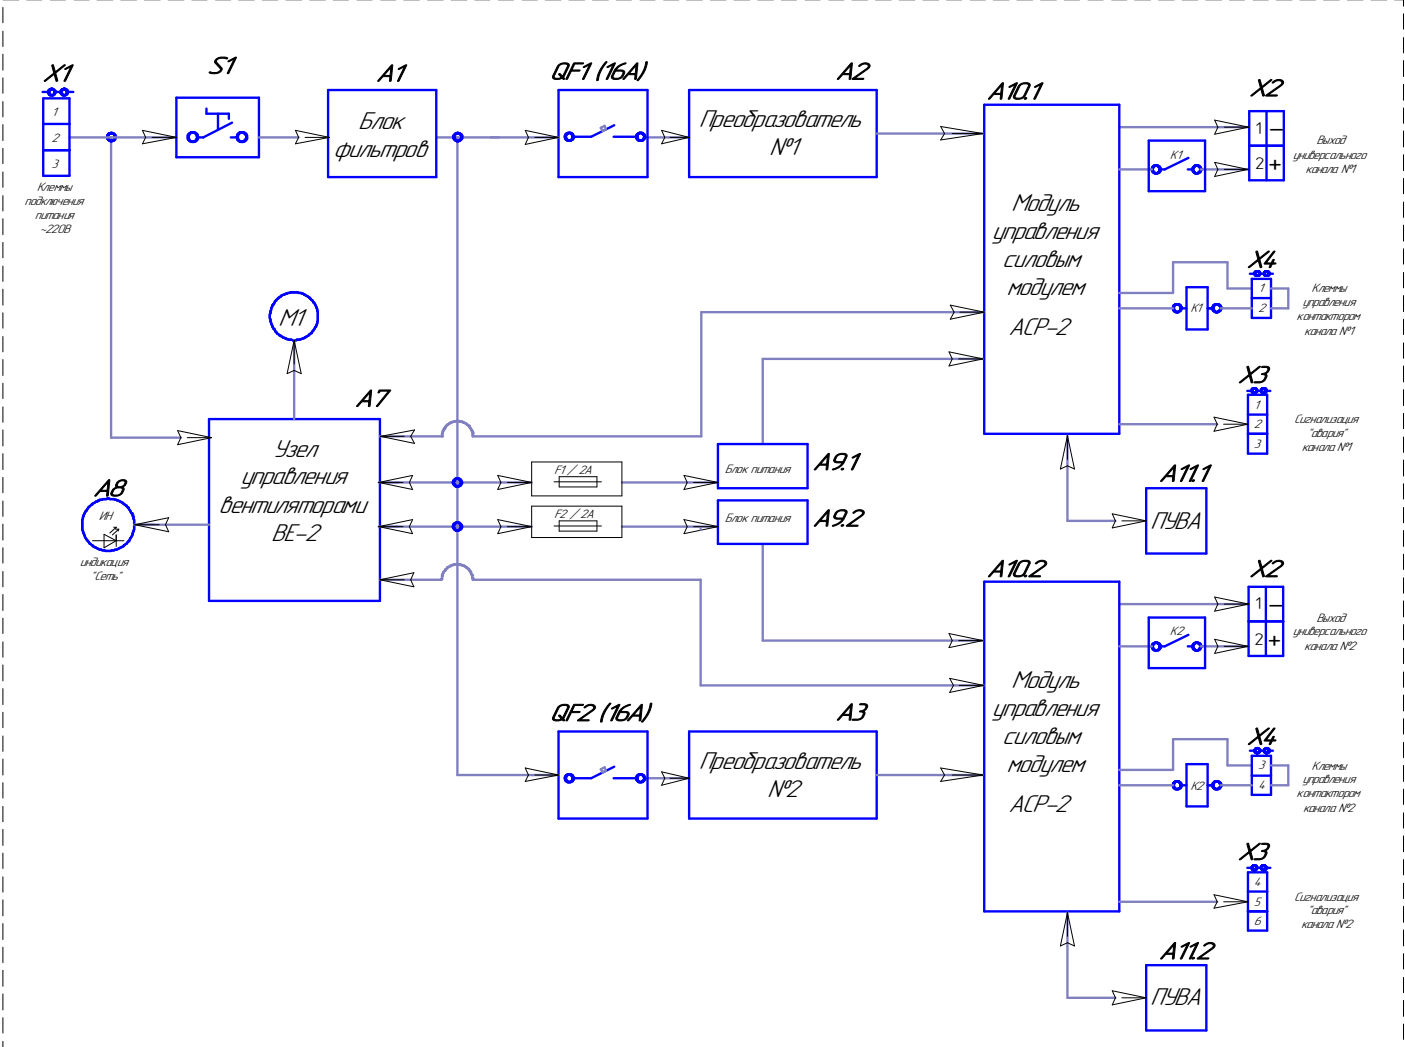 X1
1
2
3
Клеммы
подключения
питания
~220В
S1
A1
Блок
фильтров
QF1 (16A)
A2
Преобразователь
№1
A10.1
Модуль
управления
силовым
модулем
АСР-2
X2
1 –
2 +
K1
Выход
универсального
канала №1
X4
1
2
K1
Клеммы
управления
контактором
канала №1
X3
1
2
3
Сигнализация
"авария"
канала №1
A11.1
ПУВА
M1
A7
Узел
управления
вентиляторами
ВЕ-2
A8
ИН
индикация
"Сеть"
F1 / 2A
Блок питания
A9.1
F2 / 2A
Блок питания
A9.2
QF2 (16A)
A3
Преобразователь
№2
A10.2
Модуль
управления
силовым
модулем
АСР-2
X2
1 –
2 +
K2
Выход
универсального
канала №2
X4
3
4
K2
Клеммы
управления
контактором
канала №2
X3
4
5
6
Сигнализация
"авария"
канала №2
A11.2
ПУВА